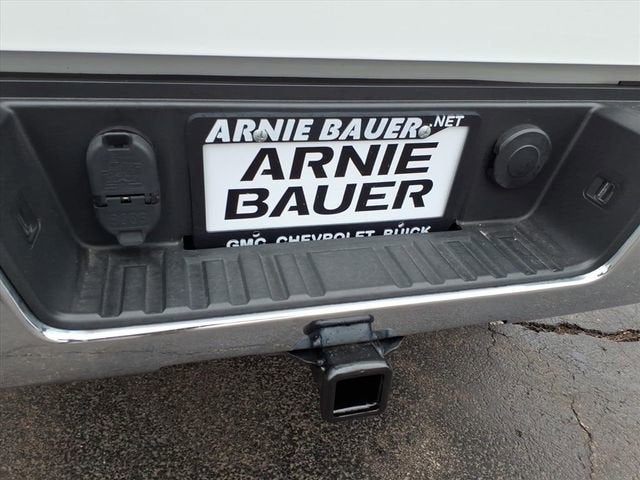 ARNIE BAUER.NET
ARNIE
BAUER
GMC CHEVROLET BUICK